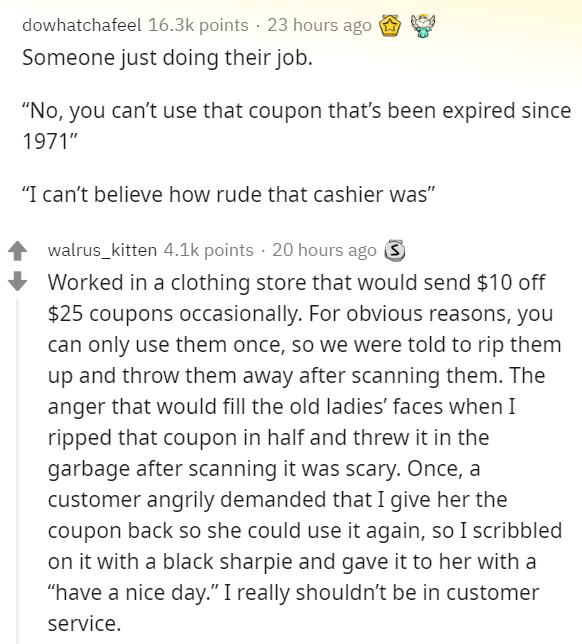 dowhatchafeel 16.3k points · 23 hours ago
Someone just doing their job.
“No, you can’t use that coupon that’s been expired since
1971”
“I can’t believe how rude that cashier was”
walrus_kitten 4.1k points · 20 hours ago S
Worked in a clothing store that would send $10 off
$25 coupons occasionally. For obvious reasons, you
can only use them once, so we were told to rip them
up and throw them away after scanning them. The
anger that would fill the old ladies’ faces when I
ripped that coupon in half and threw it in the
garbage after scanning it was scary. Once, a
customer angrily demanded that I give her the
coupon back so she could use it again, so I scribbled
on it with a black sharpie and gave it to her with a
“have a nice day.” I really shouldn’t be in customer
service.